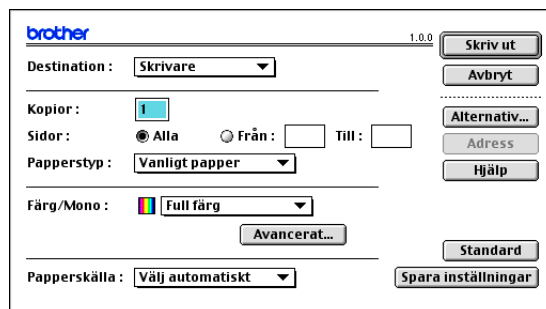 brother
1.0.0
Skriv ut
Destination : Skrivare
Avbryt
Kopior : 1
Alternativ...
Sidor : Alla Från : Till :
Adress
Papperstyp : Vanligt papper
Hjälp
Färg/Mono : Full färg
Avancerat...
Standard
Papperskälla : Välj automatiskt
Spara inställningar